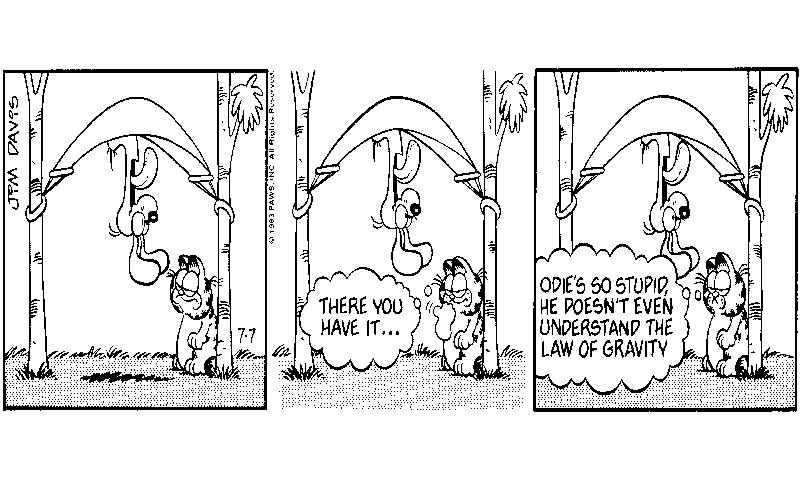 JIM DAVIS
7-7
© 1983 PAWS, INC. All Rights Reserved.
THERE YOU
HAVE IT...
ODIE'S SO STUPID,
HE DOESN'T EVEN
UNDERSTAND THE
LAW OF GRAVITY